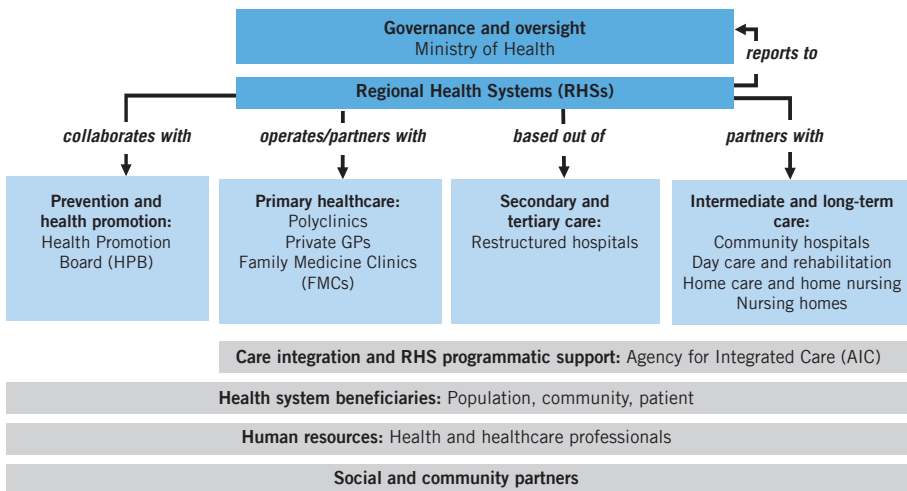 Governance and oversight
Ministry of Health
reports to
Regional Health Systems (RHSs)
collaborates with
operates/partners with
based out of
partners with
Prevention and
health promotion:
Health Promotion
Board (HPB)
Primary healthcare:
Polyclinics
Private GPs
Family Medicine Clinics
(FMCs)
Secondary and
tertiary care:
Restructured hospitals
Intermediate and long-term
care:
Community hospitals
Day care and rehabilitation
Home care and home nursing
Nursing homes
Care integration and RHS programmatic support: Agency for Integrated Care (AIC)
Health system beneficiaries: Population, community, patient
Human resources: Health and healthcare professionals
Social and community partners